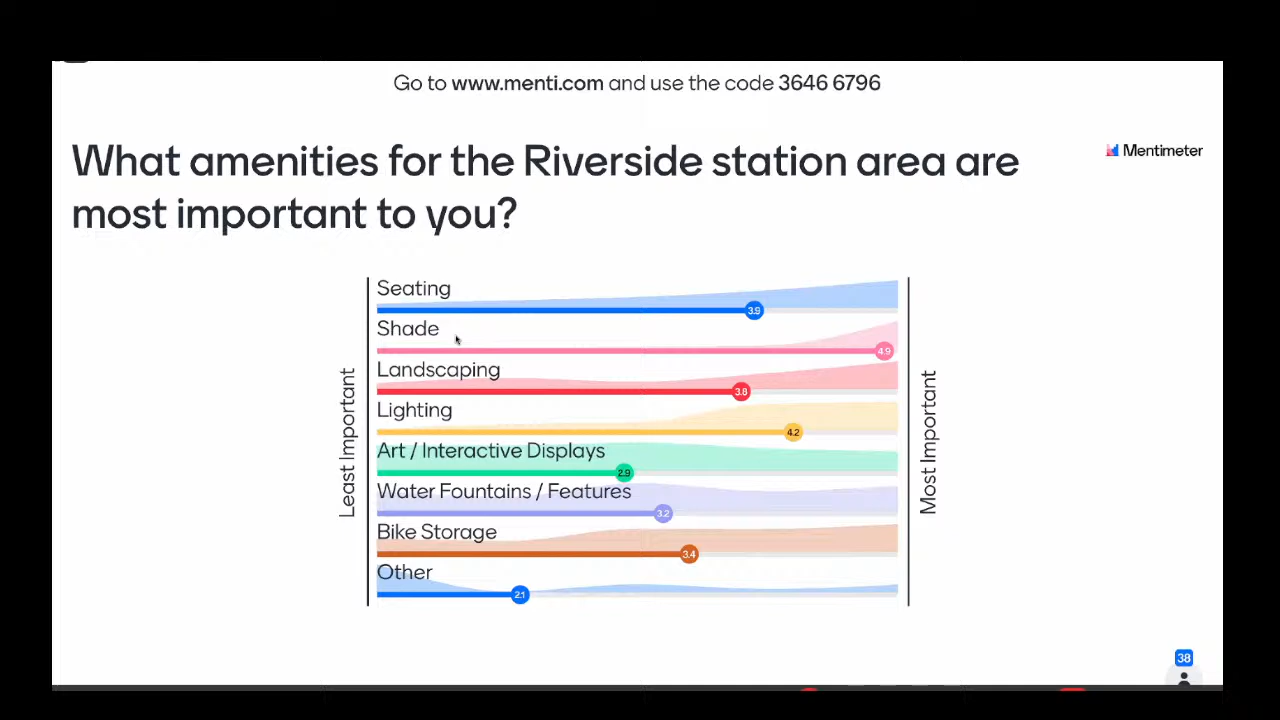 Go to www.menti.com and use the code 3646 6796
What amenities for the Riverside station area are
most important to you?
Mentimeter
Least Important
Seating
3.9
Shade
4.9
Landscaping
3.8
Lighting
4.2
Art / Interactive Displays
2.9
Water Fountains / Features
3.2
Bike Storage
3.4
Other
2.1
Most Important
38